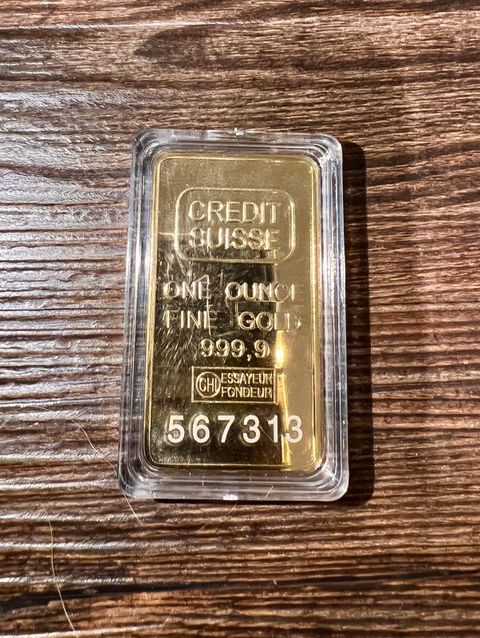 CREDIT
SUISSE
ONE OUNCE
FINE GOLD
999,9
CHI ESSAYEUR
FONDEUR
567313